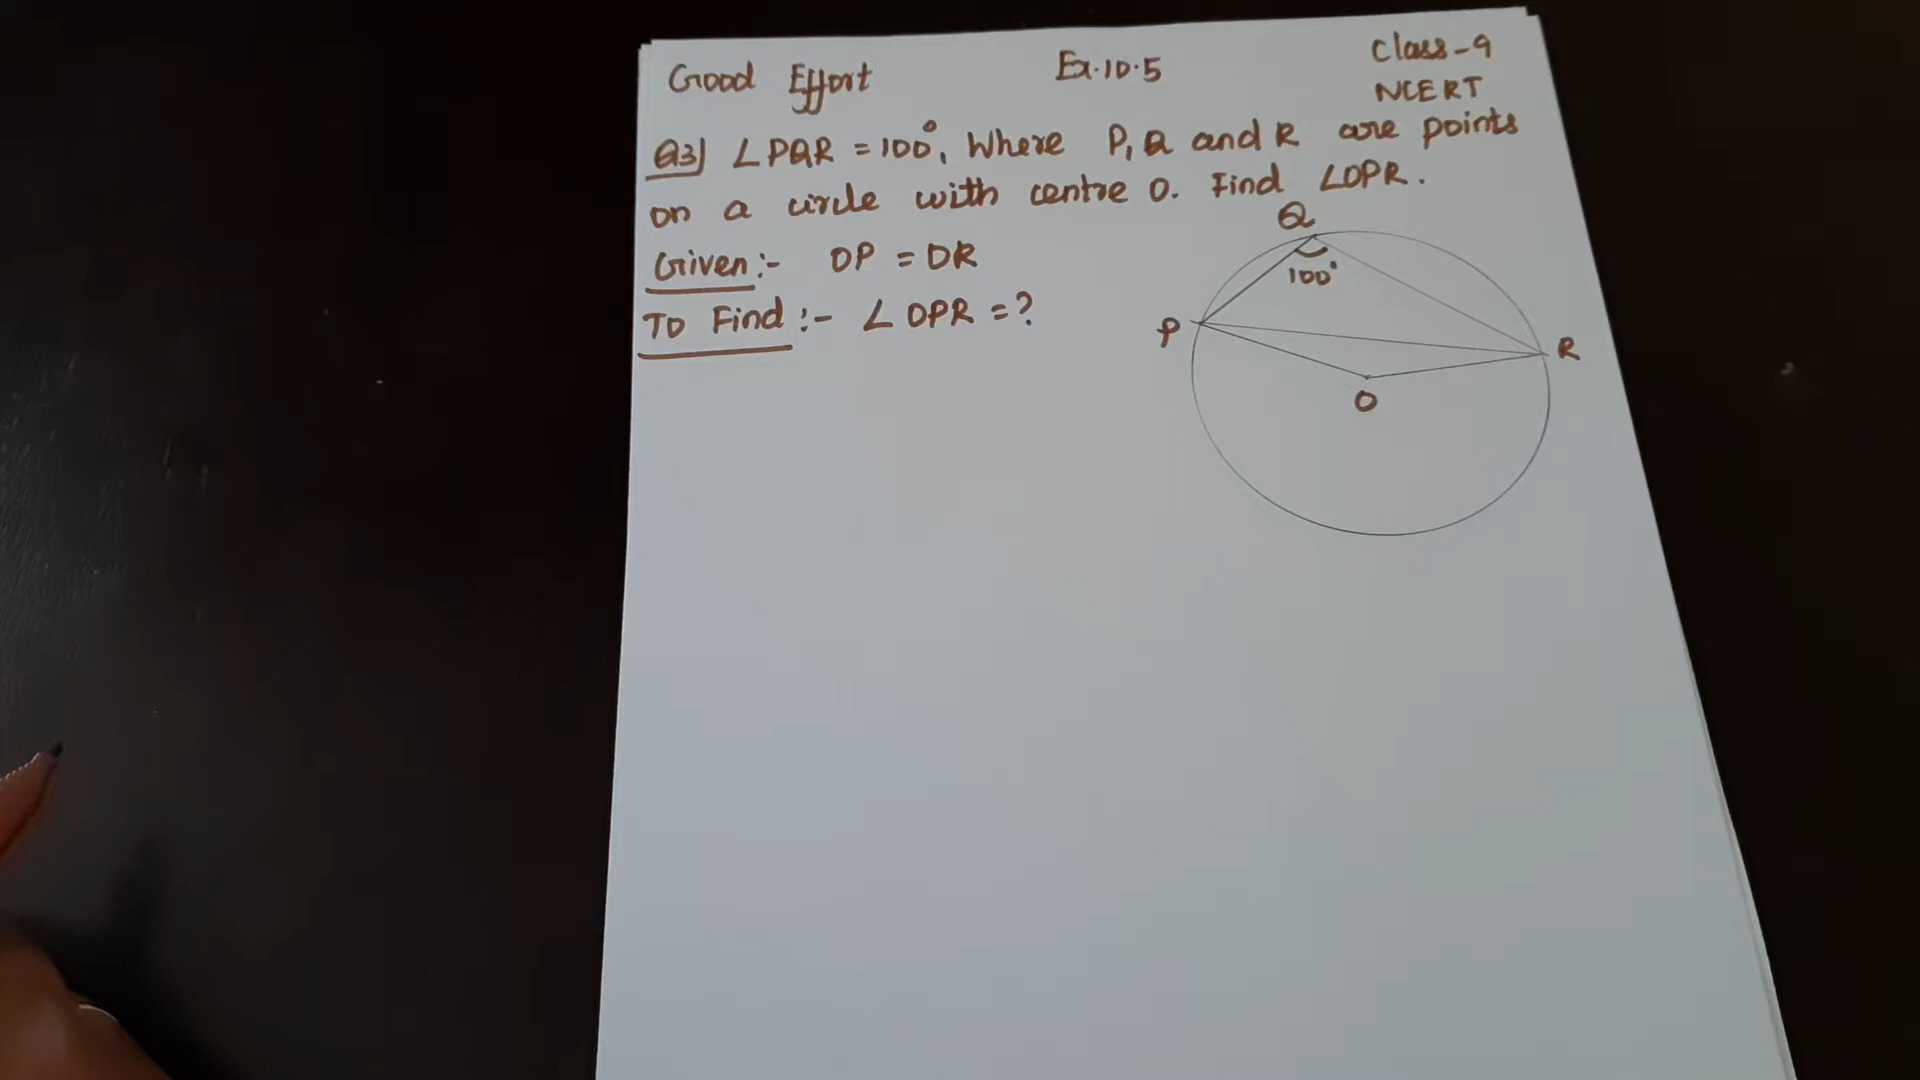 Good Effort
Ex.10.5
Class-9
NCERT
Q3) ∠PQR = 100°, Where P, Q and R are points
on a circle with centre O. Find ∠OPR.
Given :- OP = OR
To Find :- ∠OPR = ?
Q
100°
P
R
O